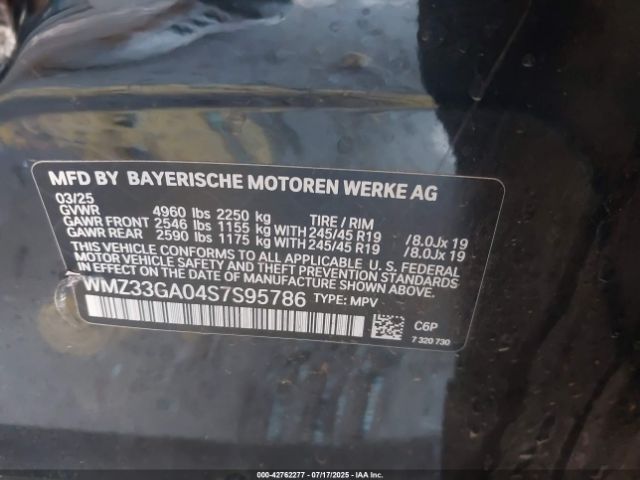 MFD BY BAYERISCHE MOTOREN WERKE AG
03/25
GVWR 4960 lbs 2250 kg TIRE / RIM
GAWR FRONT 2546 lbs 1155 kg WITH 245/45 R19 /8.0Jx 19
GAWR REAR 2590 lbs 1175 kg WITH 245/45 R19 /8.0Jx 19
THIS VEHICLE CONFORMS TO ALL APPLICABLE U. S. FEDERAL
MOTOR VEHICLE SAFETY, BUMPER, AND THEFT PREVENTION STANDARDS
IN EFFECT ON THE DATE OF MANUFACTURE SHOWN ABOVE.
WMZ33GA04S7S95786 TYPE: MPV
C6P
7 320 730
000-42762277 - 07/17/2025 - IAA Inc.